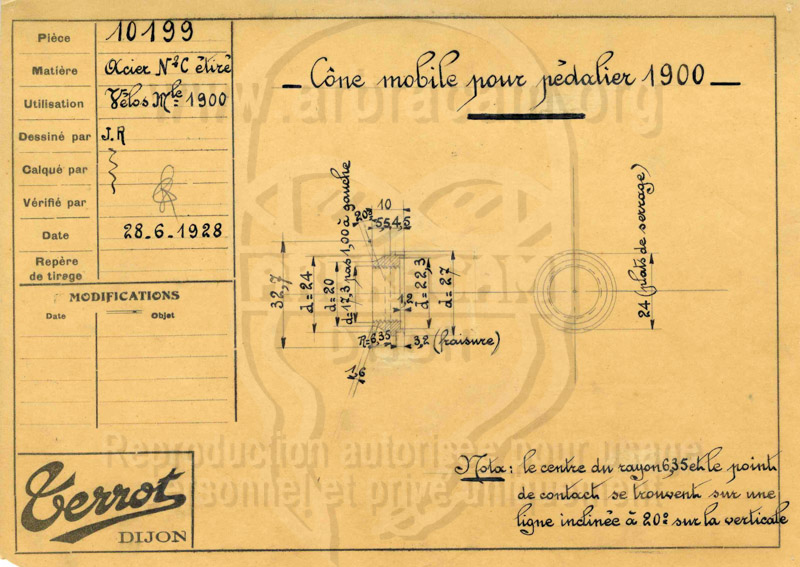 Pièce 10199
Matière Acier N°C étiré
Utilisation Vélos Mle 1900
Dessiné par J.R
Calqué par
Vérifié par
Date 28-6-1928
Repère
de tirage
MODIFICATIONS
Date Objet
Terrot
DIJON
Cône mobile pour pédalier 1900
10
20°
5,5 4,5
32,7
d=24
d=20
d=17,3 pas 1,00 à gauche
d=22,3
d=27
R=6,35
3,2 (fraisure)
24 (plats de serrage)
Nota: le centre du rayon 6,35 et le point
de contact se trouvent sur une
ligne inclinée à 20° sur la verticale
Reproduction autorisée pour usage
personnel et privé uniquement